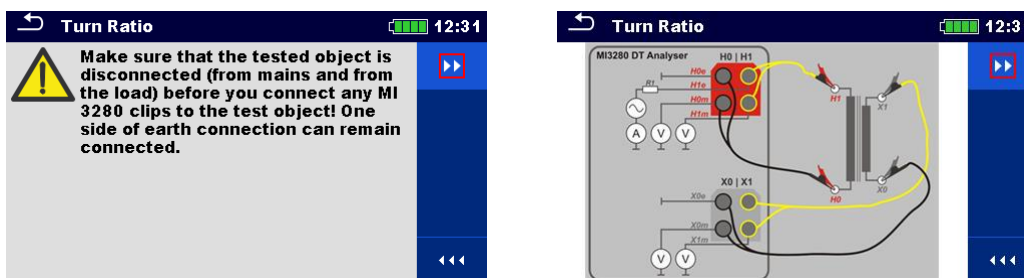 Turn Ratio
12:31
Make sure that the tested object is
disconnected (from mains and from
the load) before you connect any MI
3280 clips to the test object! One
side of earth connection can remain
connected.
Turn Ratio
12:3
MI3280 DT Analyser
H0 | H1
H0e
R1
H1e
H0m
H1m
A
V
V
H1
X1
H0
X0
X0 | X1
X0e
X0m
X1m
V
V